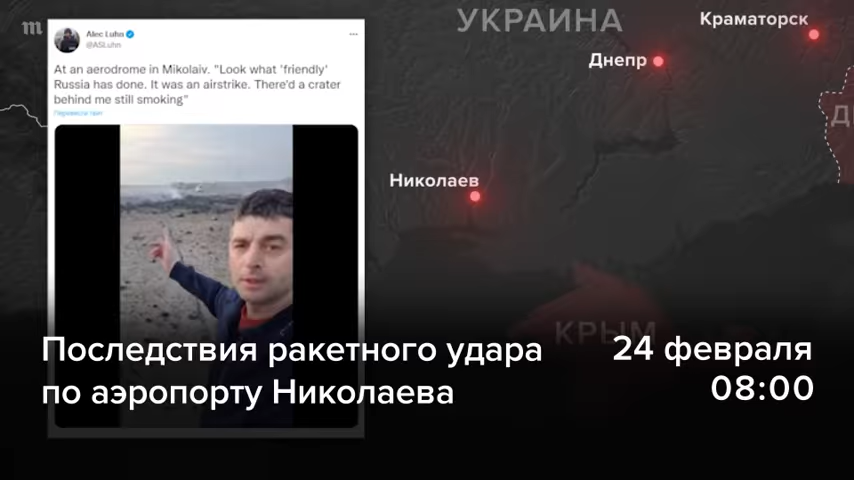 m
Alec Luhn
@ASLuhn
At an aerodrome in Mikolaiv. "Look what 'friendly'
Russia has done. It was an airstrike. There'd a crater
behind me still smoking"
Перевести твит
УКРАИНА
Краматорск
Днепр
Д
Николаев
КРЫМ
Последствия ракетного удара
по аэропорту Николаева
24 февраля
08:00